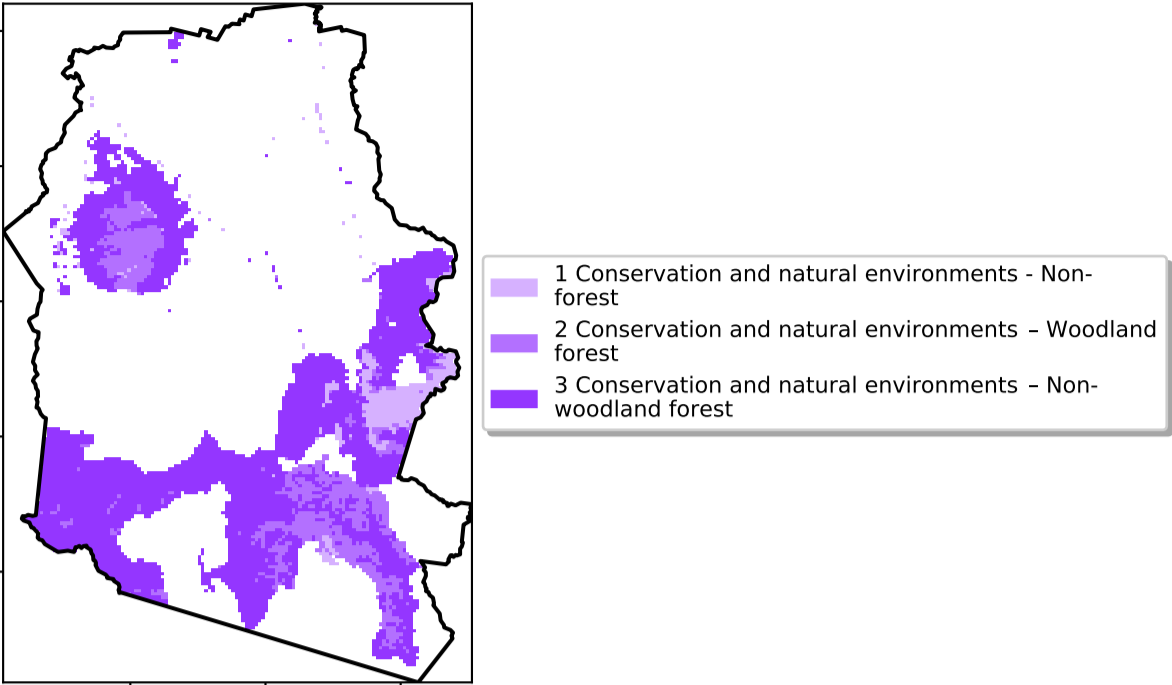 1 Conservation and natural environments - Non-
forest
2 Conservation and natural environments – Woodland
forest
3 Conservation and natural environments – Non-
woodland forest